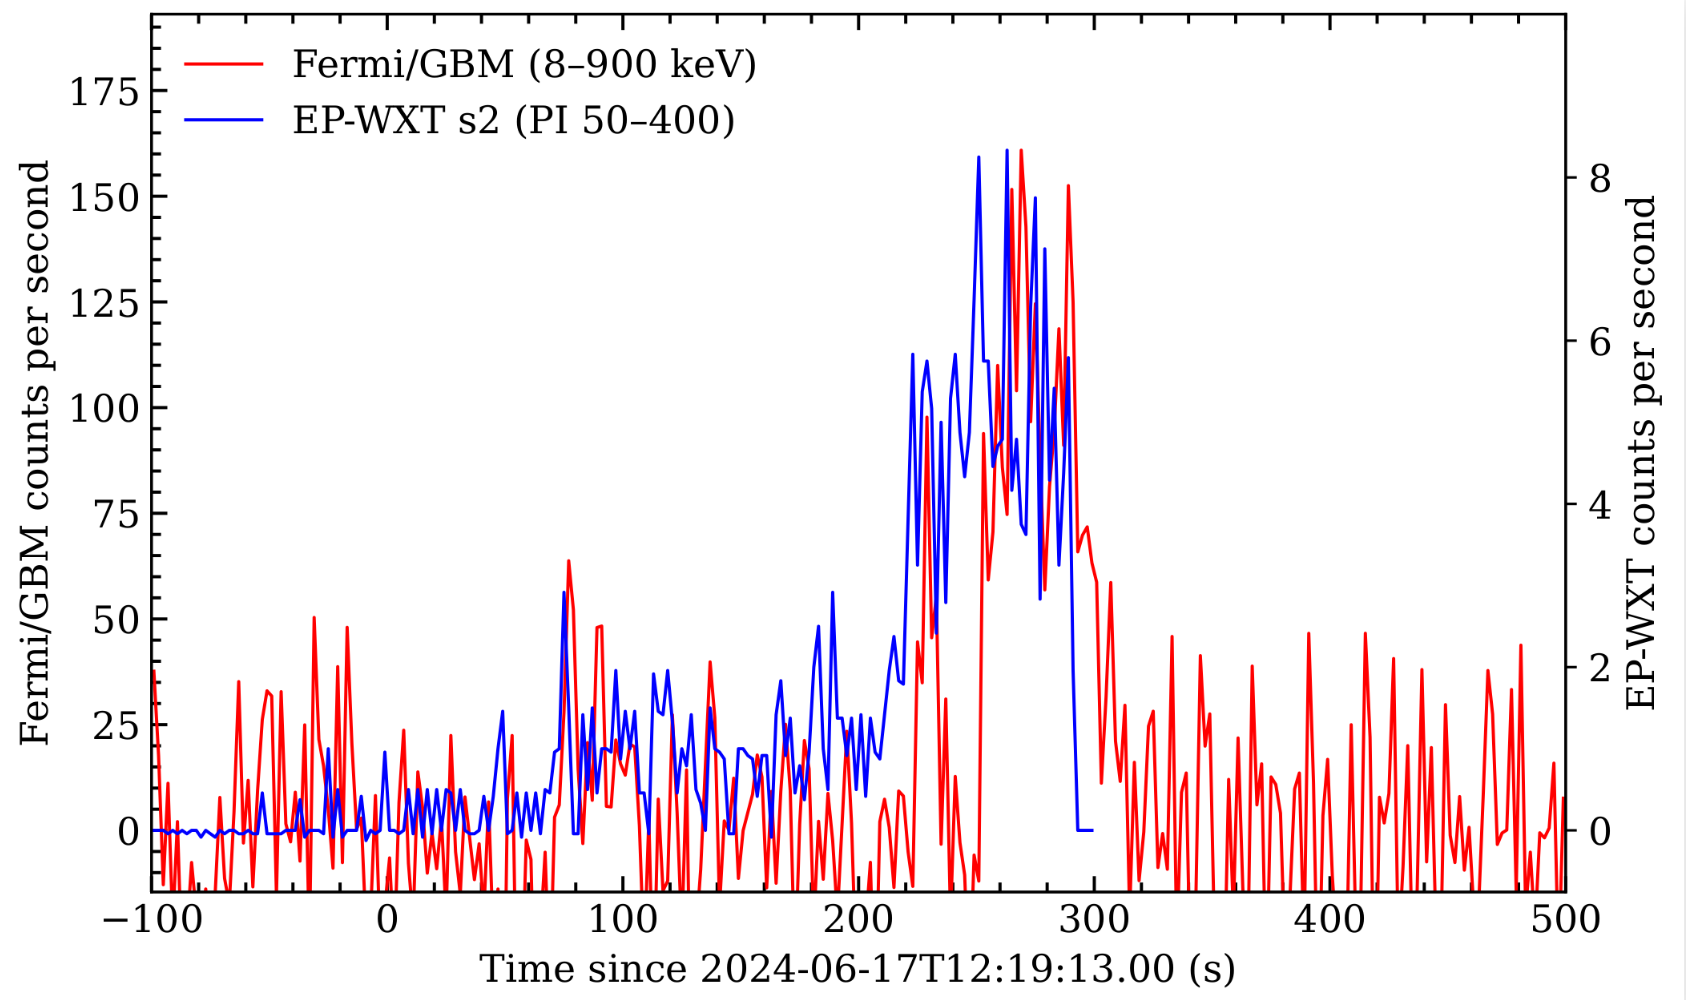 Fermi/GBM (8–900 keV)
EP-WXT s2 (PI 50–400)
Fermi/GBM counts per second
175
150
125
100
75
50
25
0
8
6
4
2
0
EP-WXT counts per second
−100 0 100 200 300 400 500
Time since 2024-06-17T12:19:13.00 (s)